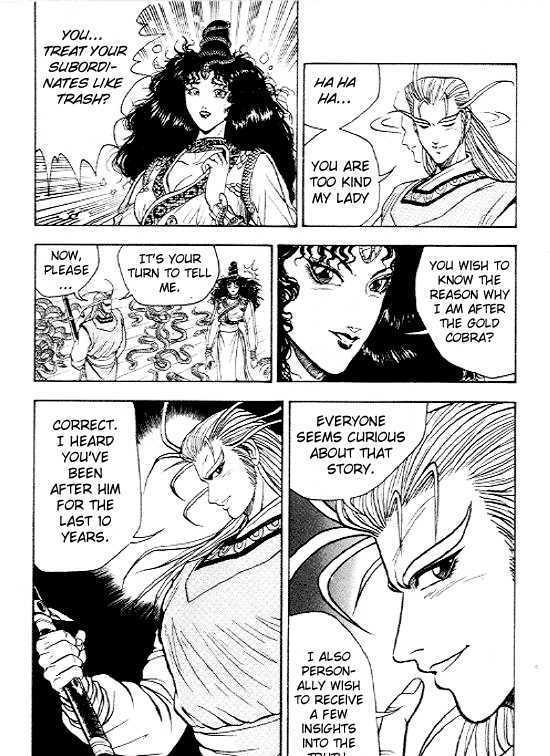 YOU...
TREAT YOUR
SUBORDI-
NATES LIKE
TRASH?
HA HA
HA...
YOU ARE
TOO KIND
MY LADY
NOW,
PLEASE
...
IT'S YOUR
TURN TO TELL
ME.
YOU WISH
TO KNOW THE
REASON WHY
I AM AFTER
THE GOLD
COBRA?
CORRECT.
I HEARD
YOU'VE
BEEN
AFTER HIM
FOR THE
LAST 10
YEARS.
EVERYONE
SEEMS CURIOUS
ABOUT THAT
STORY.
I ALSO
PERSON-
ALLY WISH
TO RECEIVE
A FEW
INSIGHTS
INTO THE
TRUTH